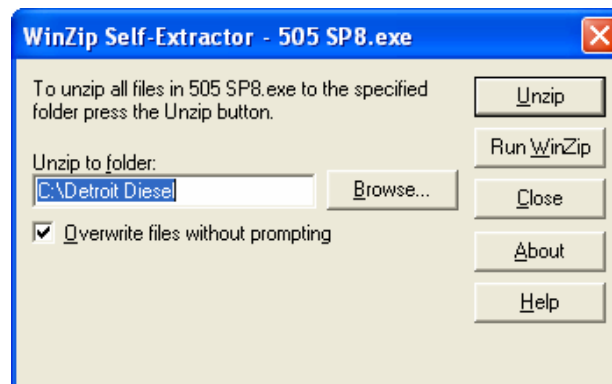 WinZip Self-Extractor - 505 SP8.exe
To unzip all files in 505 SP8.exe to the specified
folder press the Unzip button.
Unzip to folder:
C:\Detroit Diesel
Browse...
Overwrite files without prompting
Unzip
Run WinZip
Close
About
Help